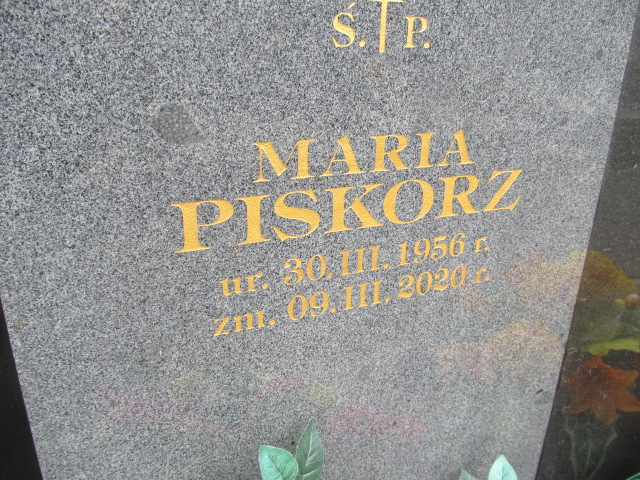 Ś.†P.
MARIA
PISKORZ
ur. 30.III.1956 r.
zm. 09.III.2020 r.